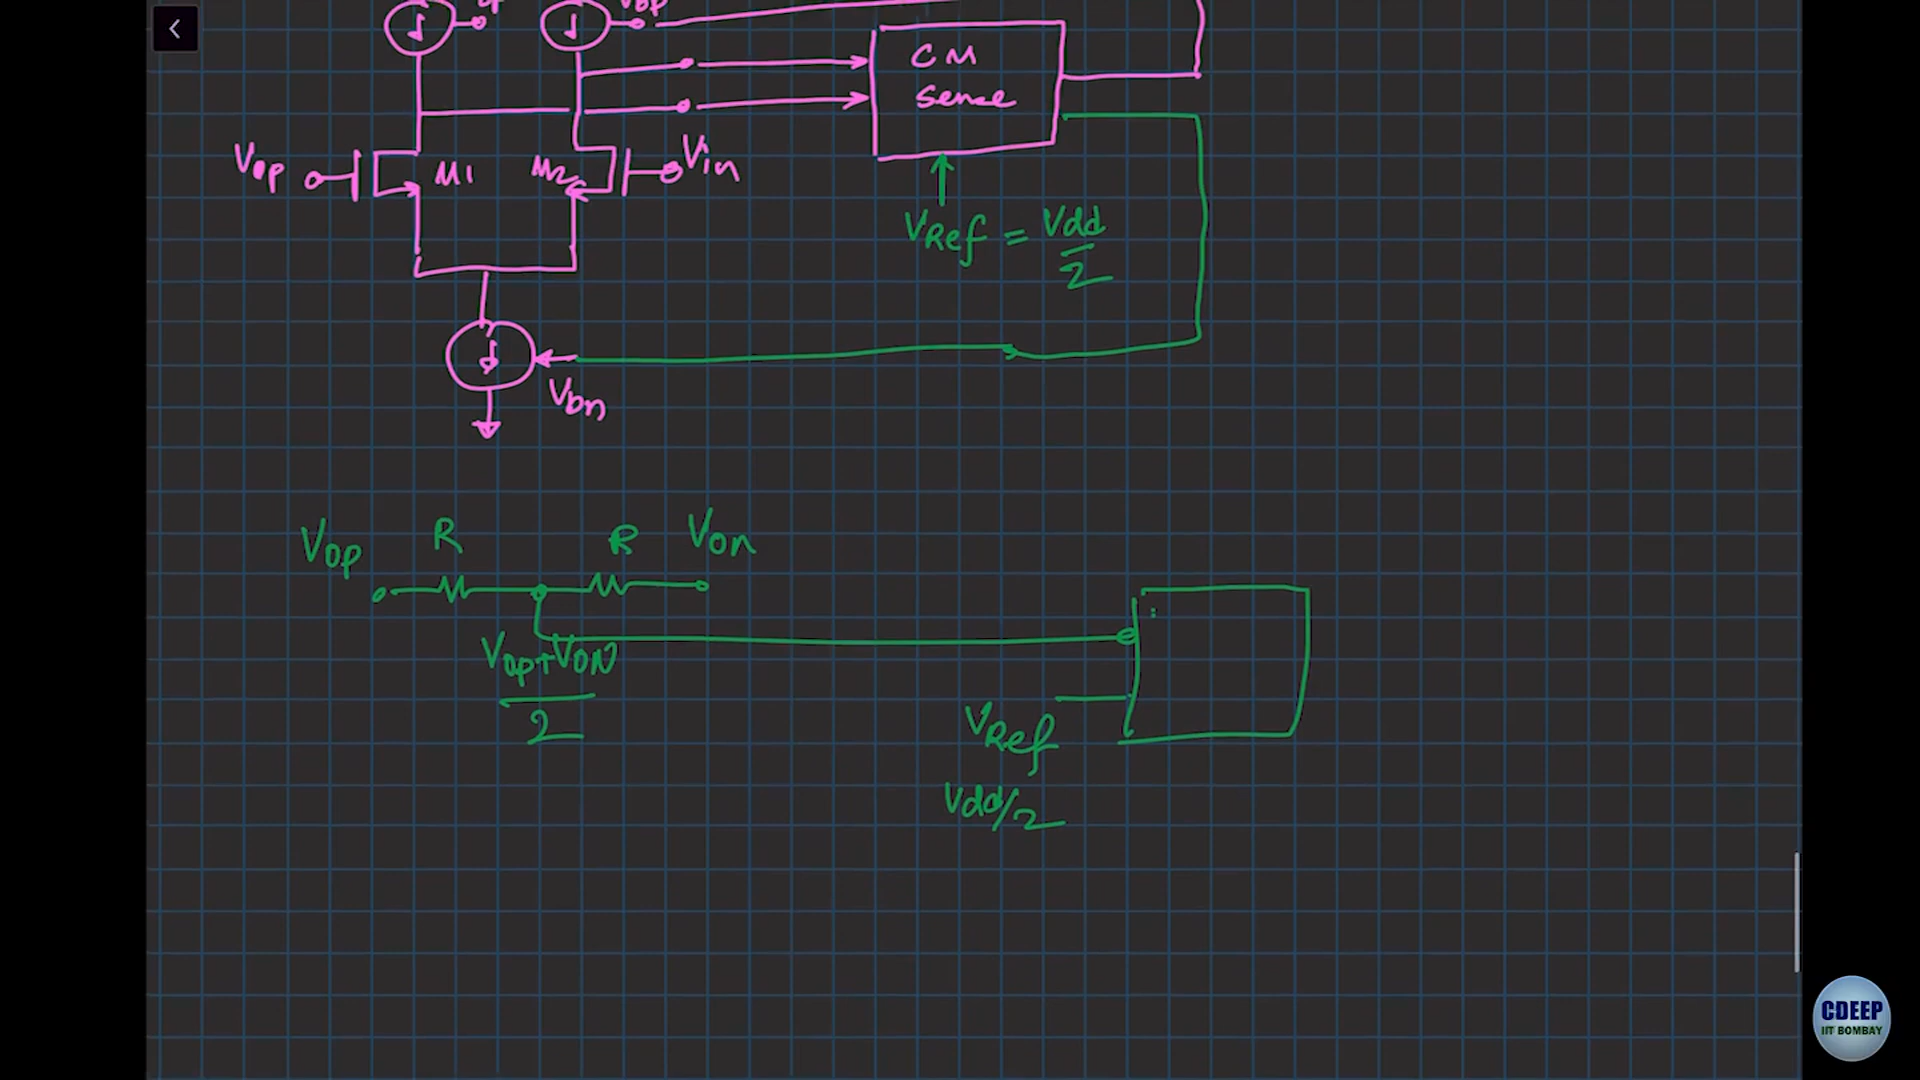 CM
Sense
Vop M1 M2 Vin
VRef = Vdd
2
Vbn
Vop R R Von
Vop+VON
2
VRef
Vdd/2
CDEEP
IIT BOMBAY